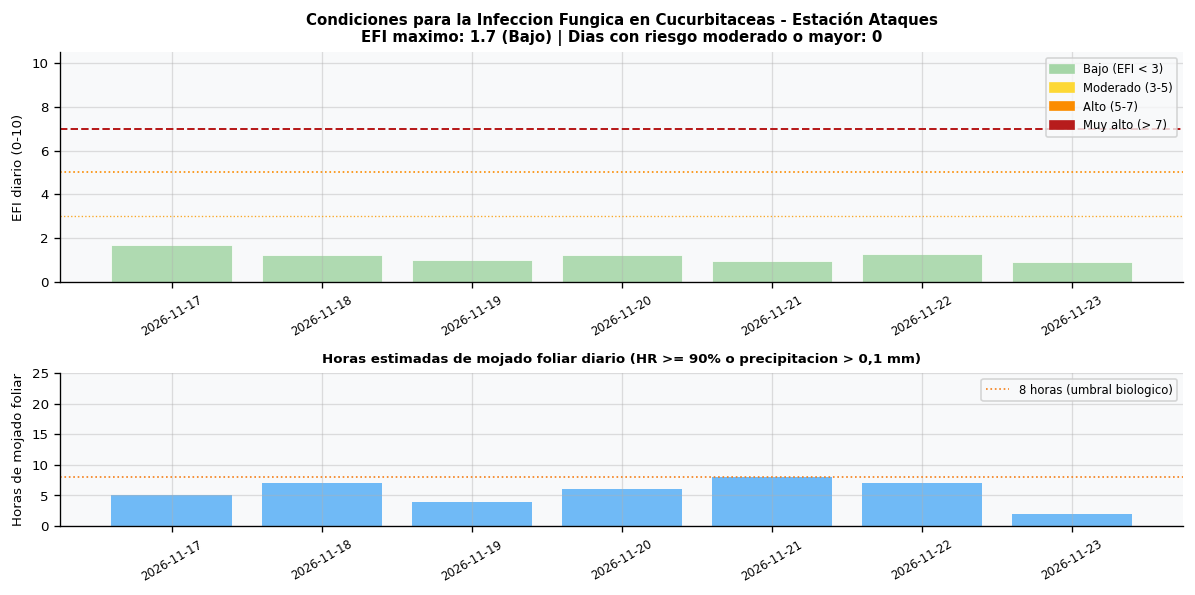 Condiciones para la Infeccion Fungica en Cucurbitaceas - Estación Ataques
EFI maximo: 1.7 (Bajo) | Dias con riesgo moderado o mayor: 0
EFI diario (0-10)
10
8
6
4
2
0
Bajo (EFI < 3)
Moderado (3-5)
Alto (5-7)
Muy alto (> 7)
2026-11-17
2026-11-18
2026-11-19
2026-11-20
2026-11-21
2026-11-22
2026-11-23
Horas estimadas de mojado foliar diario (HR >= 90% o precipitacion > 0,1 mm)
Horas de mojado foliar
25
20
15
10
5
0
8 horas (umbral biologico)
2026-11-17
2026-11-18
2026-11-19
2026-11-20
2026-11-21
2026-11-22
2026-11-23